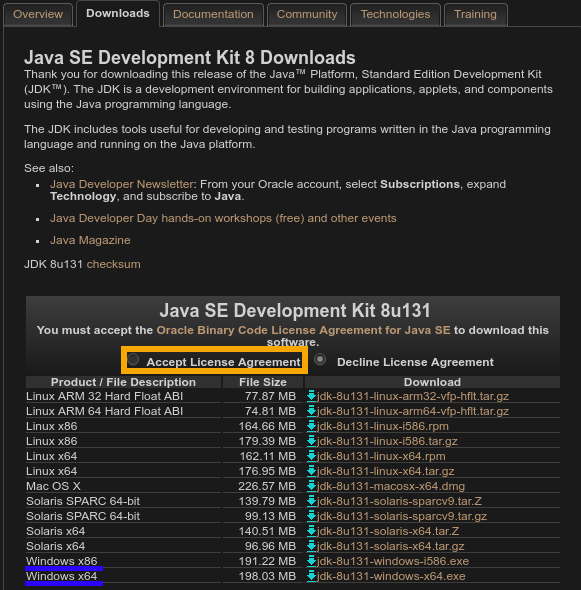 Overview Downloads Documentation Community Technologies Training
Java SE Development Kit 8 Downloads
Thank you for downloading this release of the Java™ Platform, Standard Edition Development Kit
(JDK™). The JDK is a development environment for building applications, applets, and components
using the Java programming language.
The JDK includes tools useful for developing and testing programs written in the Java programming
language and running on the Java platform.
See also:
Java Developer Newsletter: From your Oracle account, select Subscriptions, expand
Technology, and subscribe to Java.
Java Developer Day hands-on workshops (free) and other events
Java Magazine
JDK 8u131 checksum
Java SE Development Kit 8u131
You must accept the Oracle Binary Code License Agreement for Java SE to download this
software.
Accept License Agreement Decline License Agreement
Product / File Description File Size Download
Linux ARM 32 Hard Float ABI 77.87 MB jdk-8u131-linux-arm32-vfp-hflt.tar.gz
Linux ARM 64 Hard Float ABI 74.81 MB jdk-8u131-linux-arm64-vfp-hflt.tar.gz
Linux x86 164.66 MB jdk-8u131-linux-i586.rpm
Linux x86 179.39 MB jdk-8u131-linux-i586.tar.gz
Linux x64 162.11 MB jdk-8u131-linux-x64.rpm
Linux x64 176.95 MB jdk-8u131-linux-x64.tar.gz
Mac OS X 226.57 MB jdk-8u131-macosx-x64.dmg
Solaris SPARC 64-bit 139.79 MB jdk-8u131-solaris-sparcv9.tar.Z
Solaris SPARC 64-bit 99.13 MB jdk-8u131-solaris-sparcv9.tar.gz
Solaris x64 140.51 MB jdk-8u131-solaris-x64.tar.Z
Solaris x64 96.96 MB jdk-8u131-solaris-x64.tar.gz
Windows x86 191.22 MB jdk-8u131-windows-i586.exe
Windows x64 198.03 MB jdk-8u131-windows-x64.exe